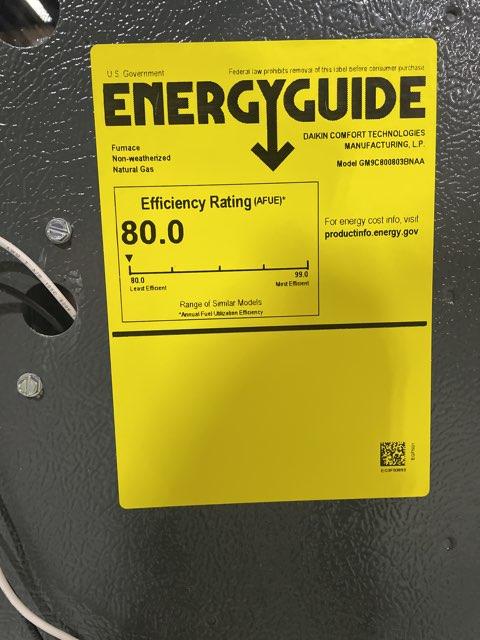 U.S. Government Federal law prohibits removal of this label before consumer purchase.
ENERGYGUIDE
Furnace
Non-weatherized
Natural Gas
DAIKIN COMFORT TECHNOLOGIES
MANUFACTURING, L.P.
Model GM9C800803BNAA
Efficiency Rating (AFUE)*
80.0
80.0 99.0
Least Efficient Most Efficient
Range of Similar Models
*Annual Fuel Utilization Efficiency
For energy cost info, visit
productinfo.energy.gov